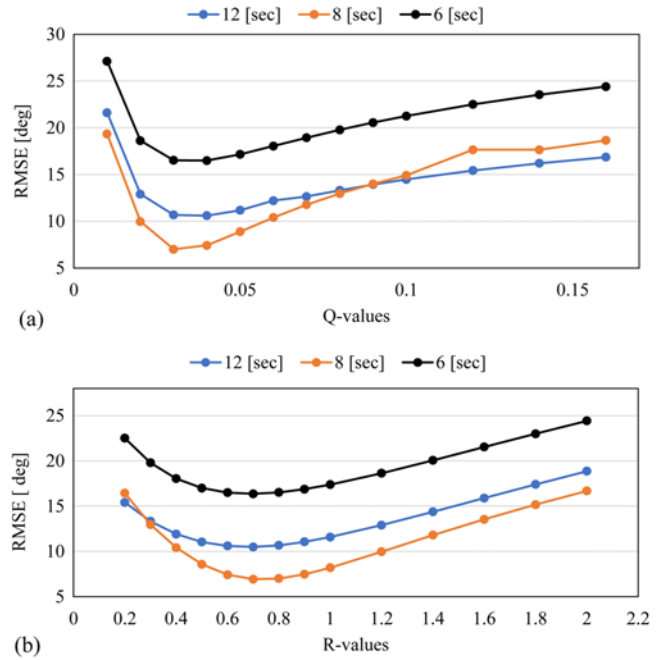 12 [sec] 8 [sec] 6 [sec]
30
25
20
15
10
5
RMSE [deg]
0 0.05 0.1 0.15
(a)
Q-values
12 [sec] 8 [sec] 6 [sec]
25
20
15
10
5
RMSE [ deg]
0 0.2 0.4 0.6 0.8 1 1.2 1.4 1.6 1.8 2 2.2
(b)
R-values